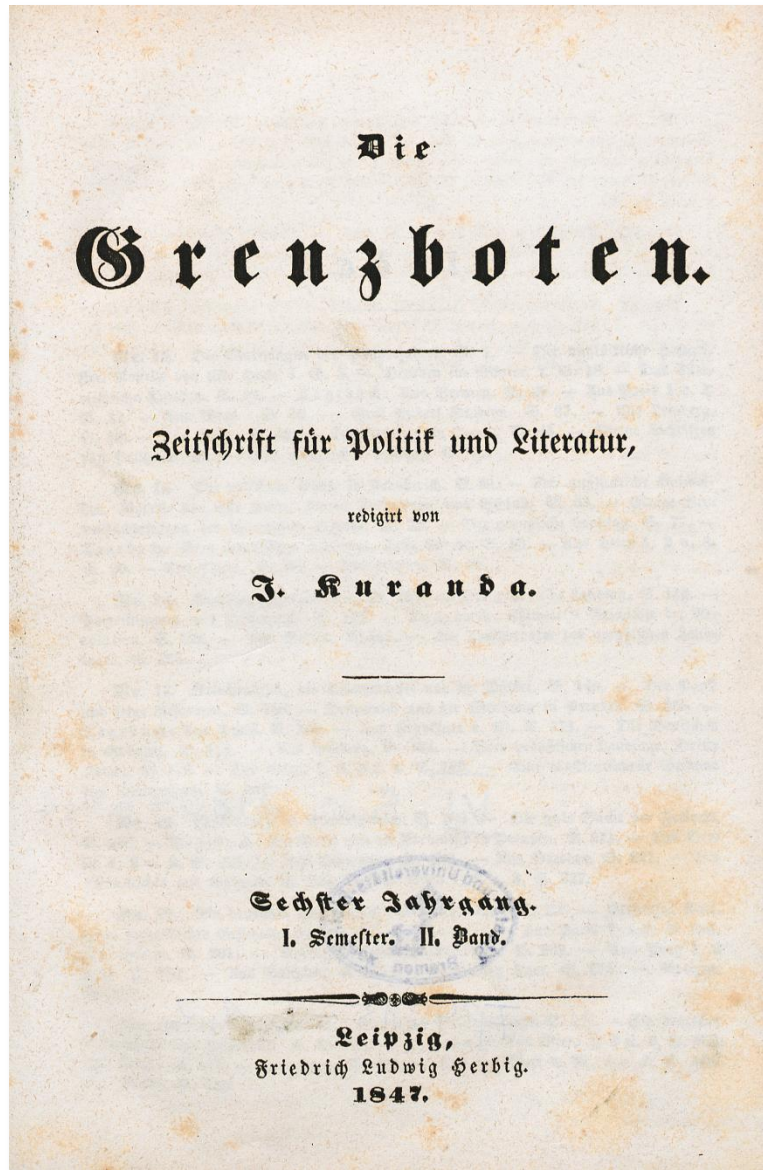 Die
Grenzboten.
Zeitschrift für Politik und Literatur,
redigirt von
J. Kuranda.
Sechster Jahrgang.
I. Semester. II. Band.
Leipzig,
Friedrich Ludwig Herbig.
1847.